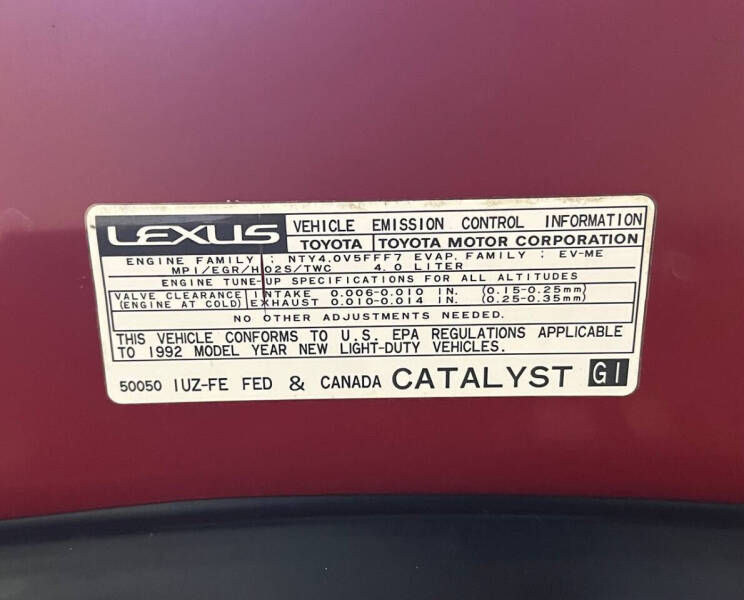 LEXUS VEHICLE EMISSION CONTROL INFORMATION
TOYOTA TOYOTA MOTOR CORPORATION
ENGINE FAMILY : NTY4.0V5FFF7 EVAP. FAMILY : EV-ME
MPI/EGR/HO2S/TWC 4.0 LITER
ENGINE TUNE-UP SPECIFICATIONS FOR ALL ALTITUDES
VALVE CLEARANCE INTAKE 0.006-0.010 IN. (0.15-0.25mm)
(ENGINE AT COLD) EXHAUST 0.010-0.014 IN. (0.25-0.35mm)
NO OTHER ADJUSTMENTS NEEDED.
THIS VEHICLE CONFORMS TO U.S. EPA REGULATIONS APPLICABLE
TO 1992 MODEL YEAR NEW LIGHT-DUTY VEHICLES.
50050 1UZ-FE FED & CANADA CATALYST GI